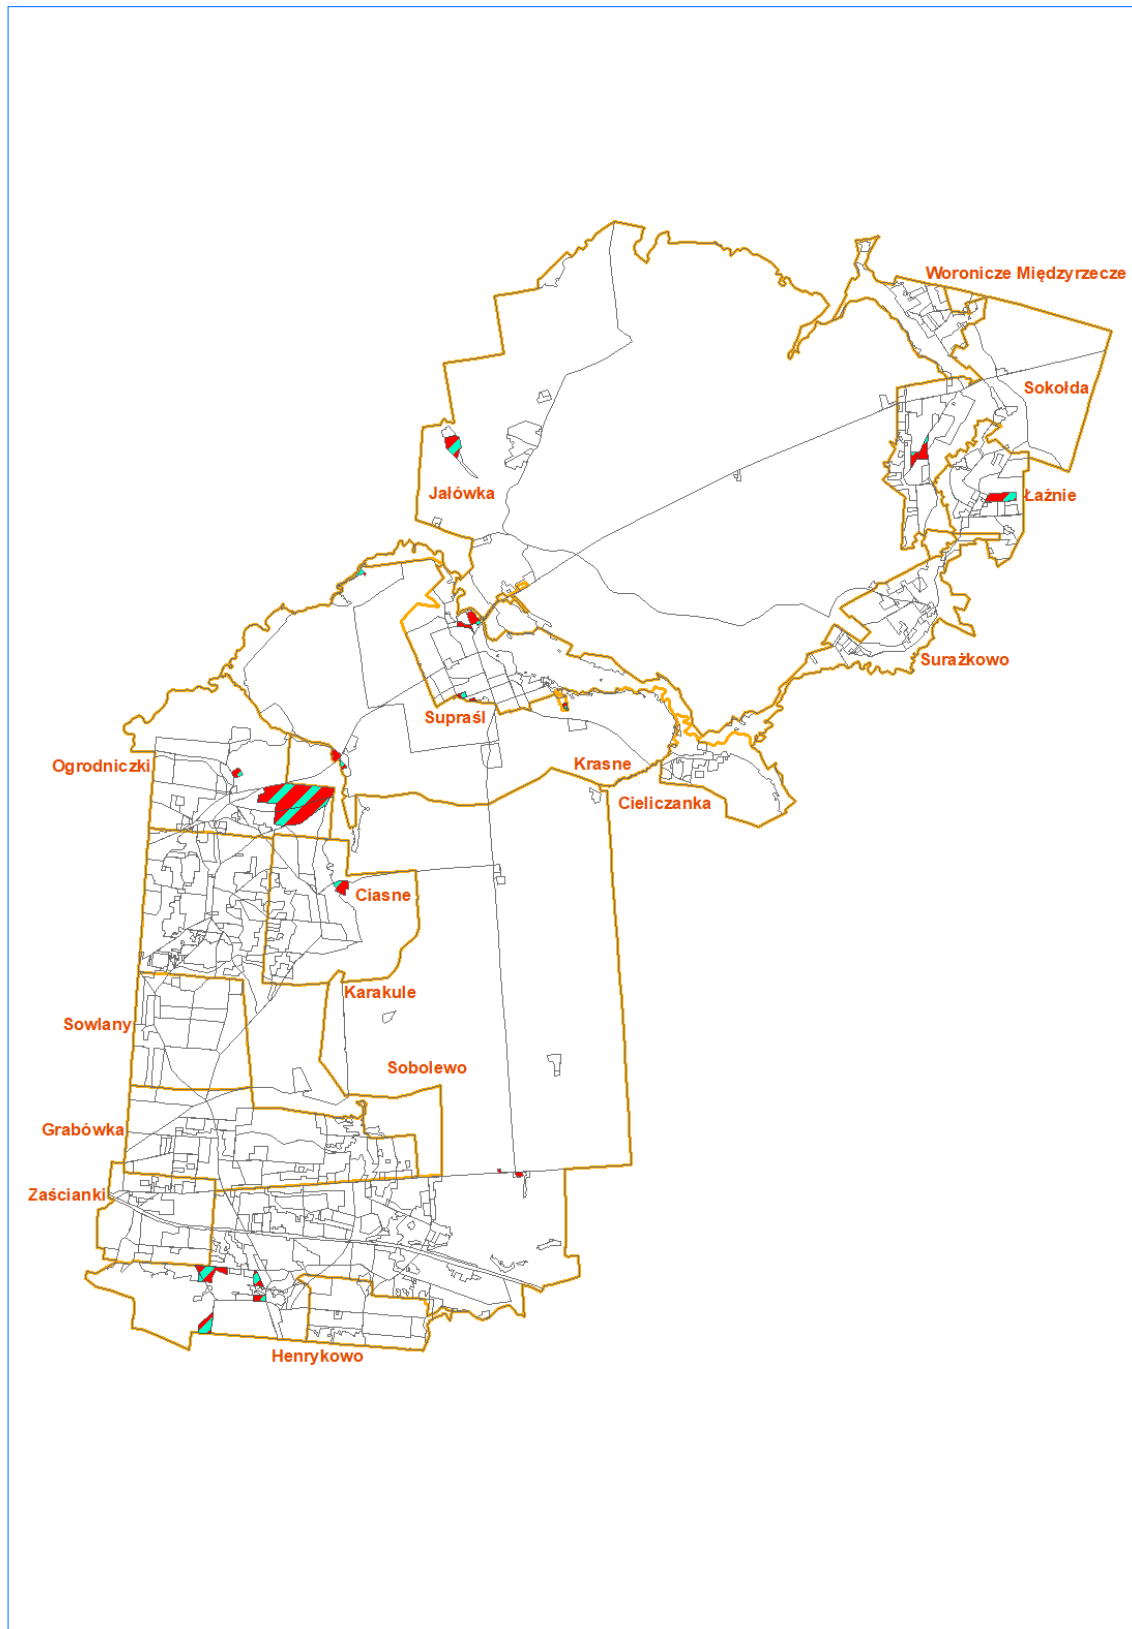 Woronicze Międzyrzecze
Sokołda
Jałówka
Łaźnie
Surażkowo
Supraśl
Ogrodniczki
Krasne
Cieliczanka
Ciasne
Karakule
Sowlany
Sobolewo
Grabówka
Zaścianki
Henrykowo